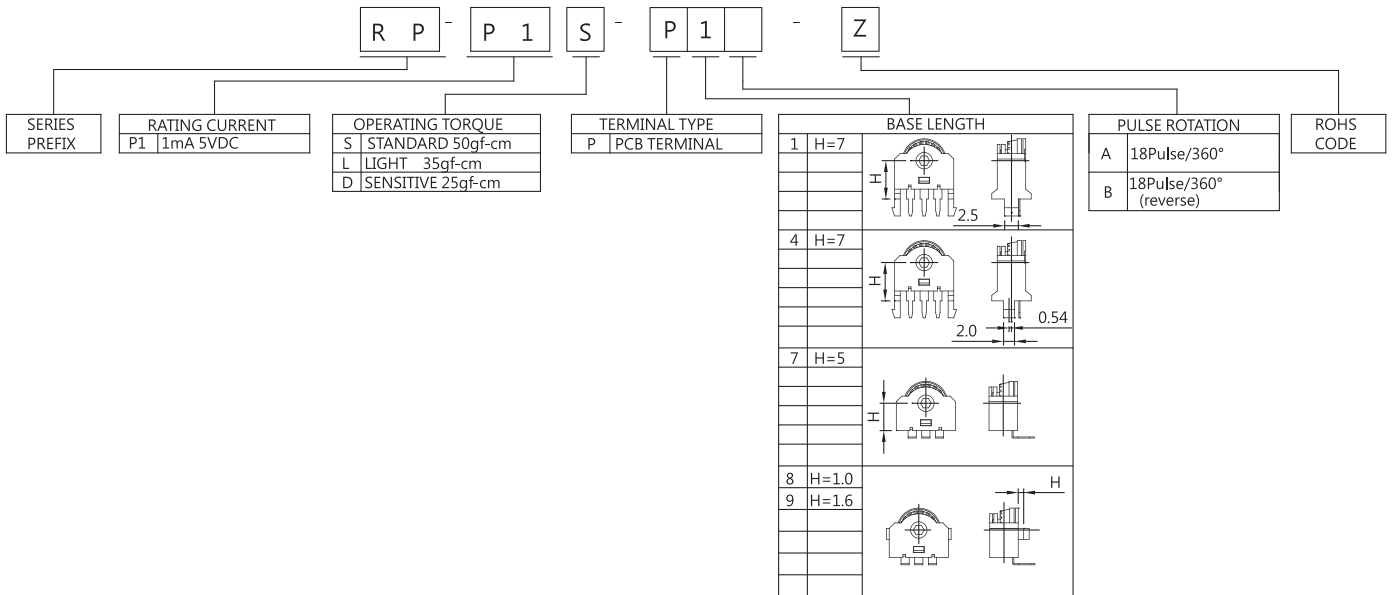 R P - P 1 S - P 1 - Z
SERIES
PREFIX
RATING CURRENT
P1 1mA 5VDC
OPERATING TORQUE
S STANDARD 50gf-cm
L LIGHT 35gf-cm
D SENSITIVE 25gf-cm
TERMINAL TYPE
P PCB TERMINAL
BASE LENGTH
1 H=7
H
2.5
4 H=7
H
0.54
2.0
7 H=5
H
8 H=1.0
H
9 H=1.6
PULSE ROTATION
A 18Pulse/360°
B 18Pulse/360°
(reverse)
ROHS
CODE